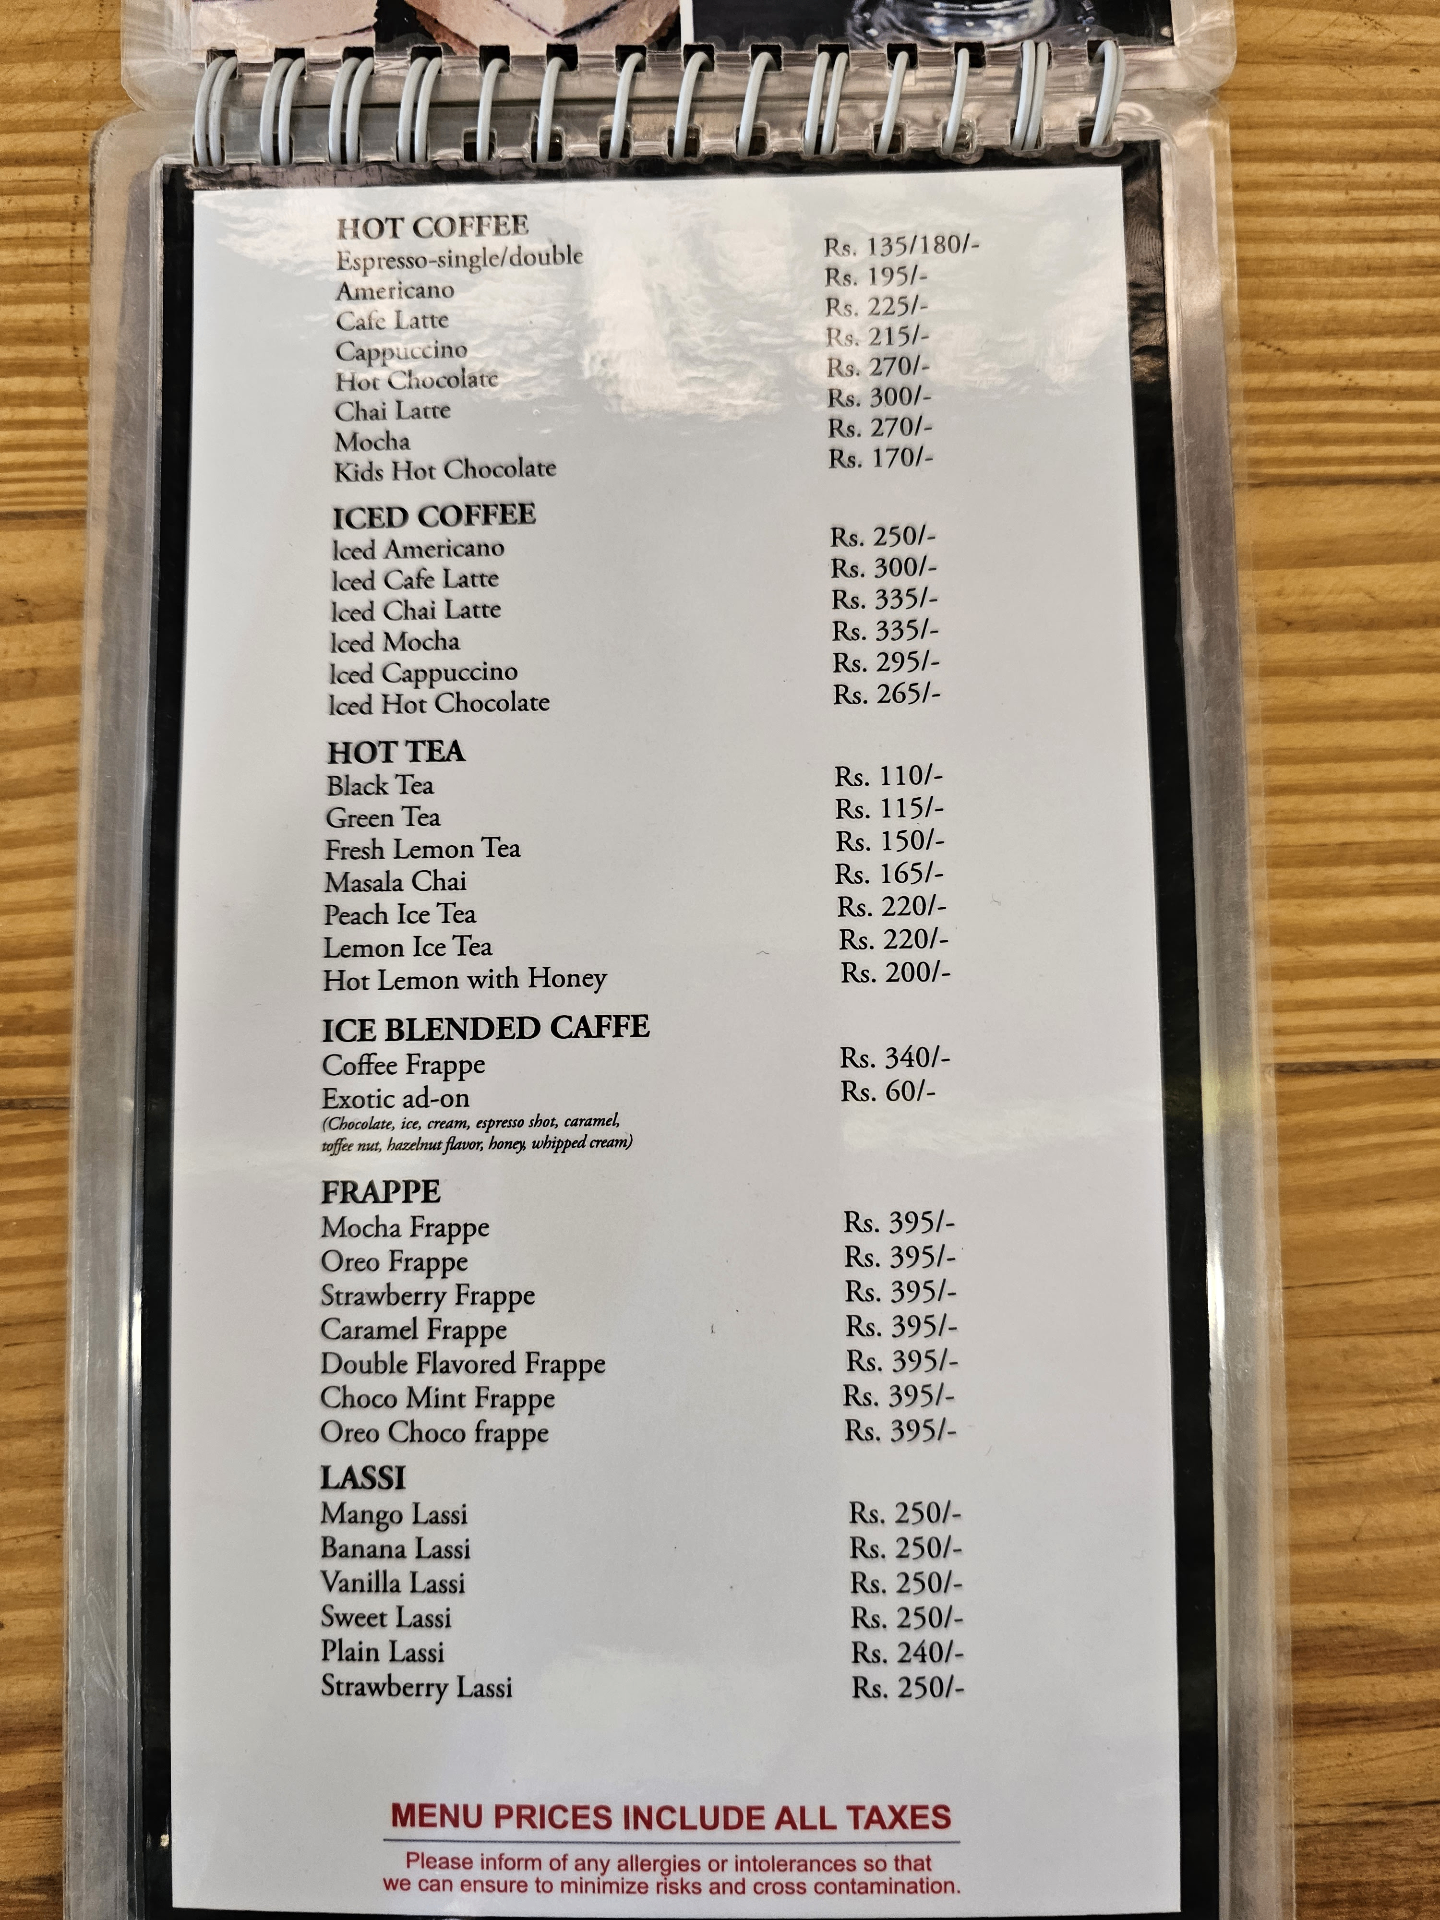 HOT COFFEE
Espresso-single/double Rs. 135/180/-
Americano Rs. 195/-
Cafe Latte Rs. 225/-
Cappuccino Rs. 215/-
Hot Chocolate Rs. 270/-
Chai Latte Rs. 300/-
Mocha Rs. 270/-
Kids Hot Chocolate Rs. 170/-
ICED COFFEE
Iced Americano Rs. 250/-
Iced Cafe Latte Rs. 300/-
Iced Chai Latte Rs. 335/-
Iced Mocha Rs. 335/-
Iced Cappuccino Rs. 295/-
Iced Hot Chocolate Rs. 265/-
HOT TEA
Black Tea Rs. 110/-
Green Tea Rs. 115/-
Fresh Lemon Tea Rs. 150/-
Masala Chai Rs. 165/-
Peach Ice Tea Rs. 220/-
Lemon Ice Tea Rs. 220/-
Hot Lemon with Honey Rs. 200/-
ICE BLENDED CAFFE
Coffee Frappe Rs. 340/-
Exotic ad-on Rs. 60/-
(Chocolate, ice, cream, espresso shot, caramel,
toffee nut, hazelnut flavor, honey, whipped cream)
FRAPPE
Mocha Frappe Rs. 395/-
Oreo Frappe Rs. 395/-
Strawberry Frappe Rs. 395/-
Caramel Frappe Rs. 395/-
Double Flavored Frappe Rs. 395/-
Choco Mint Frappe Rs. 395/-
Oreo Choco frappe Rs. 395/-
LASSI
Mango Lassi Rs. 250/-
Banana Lassi Rs. 250/-
Vanilla Lassi Rs. 250/-
Sweet Lassi Rs. 250/-
Plain Lassi Rs. 240/-
Strawberry Lassi Rs. 250/-
MENU PRICES INCLUDE ALL TAXES
Please inform of any allergies or intolerances so that
we can ensure to minimize risks and cross contamination.